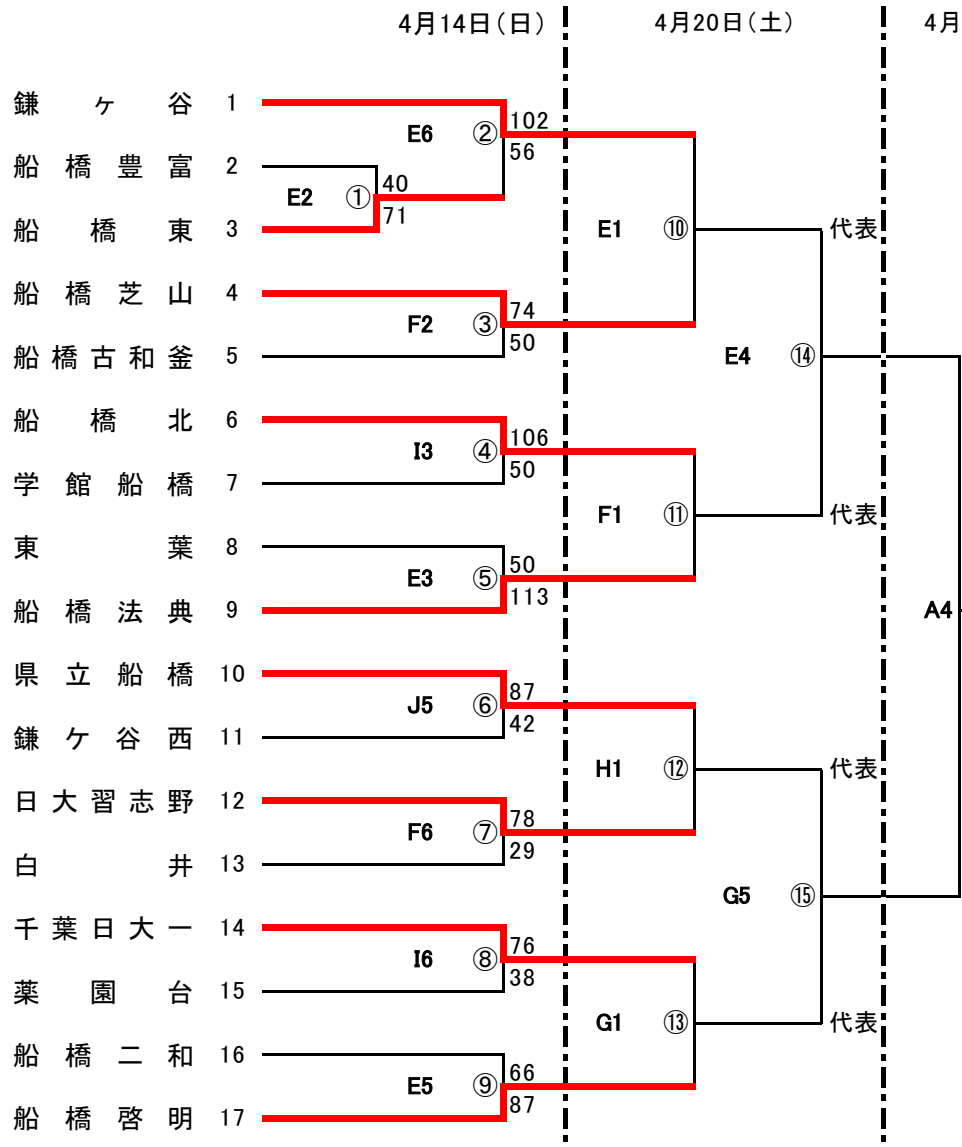 4月14日(日) 4月20日(土) 4月
鎌ヶ谷 1
102
E6 ②
56
船橋豊富 2
40
E2 ①
71
船橋東 3
E1 ⑩ 代表
船橋芝山 4
74
F2 ③
50
船橋古和釜 5
E4 ⑭
船橋北 6
106
I3 ④
50
学館船橋 7
F1 ⑪ 代表
東葉 8
50
E3 ⑤
113
船橋法典 9
A4
県立船橋 10
87
J5 ⑥
42
鎌ケ谷西 11
H1 ⑫ 代表
日大習志野 12
78
F6 ⑦
29
白井 13
G5 ⑮
千葉日大一 14
76
I6 ⑧
38
薬園台 15
G1 ⑬ 代表
船橋二和 16
66
E5 ⑨
87
船橋啓明 17